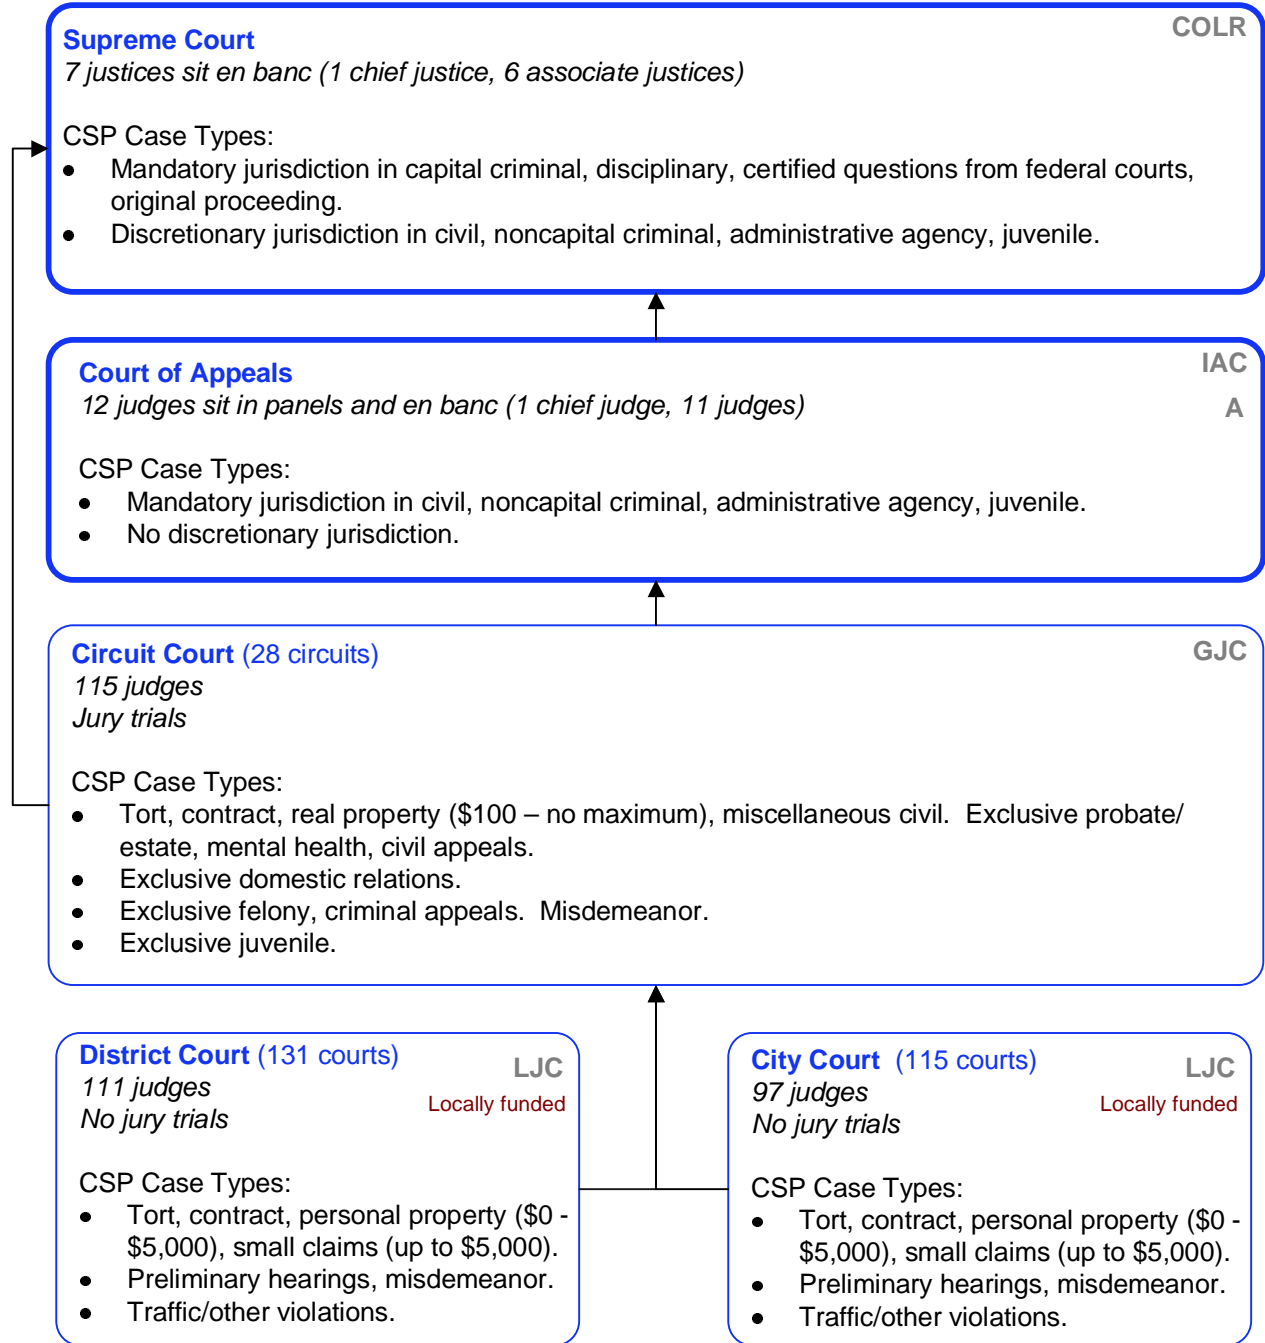 COLR
Supreme Court
7 justices sit en banc (1 chief justice, 6 associate justices)
CSP Case Types:
● Mandatory jurisdiction in capital criminal, disciplinary, certified questions from federal courts,
original proceeding.
● Discretionary jurisdiction in civil, noncapital criminal, administrative agency, juvenile.
IAC
Court of Appeals
12 judges sit in panels and en banc (1 chief judge, 11 judges)
A
CSP Case Types:
● Mandatory jurisdiction in civil, noncapital criminal, administrative agency, juvenile.
● No discretionary jurisdiction.
Circuit Court (28 circuits)
GJC
115 judges
Jury trials
CSP Case Types:
● Tort, contract, real property ($100 – no maximum), miscellaneous civil. Exclusive probate/
estate, mental health, civil appeals.
● Exclusive domestic relations.
● Exclusive felony, criminal appeals. Misdemeanor.
● Exclusive juvenile.
District Court (131 courts)
LJC
111 judges
Locally funded
No jury trials
CSP Case Types:
● Tort, contract, personal property ($0 -
$5,000), small claims (up to $5,000).
● Preliminary hearings, misdemeanor.
● Traffic/other violations.
City Court (115 courts)
LJC
97 judges
Locally funded
No jury trials
CSP Case Types:
● Tort, contract, personal property ($0 -
$5,000), small claims (up to $5,000).
● Preliminary hearings, misdemeanor.
● Traffic/other violations.